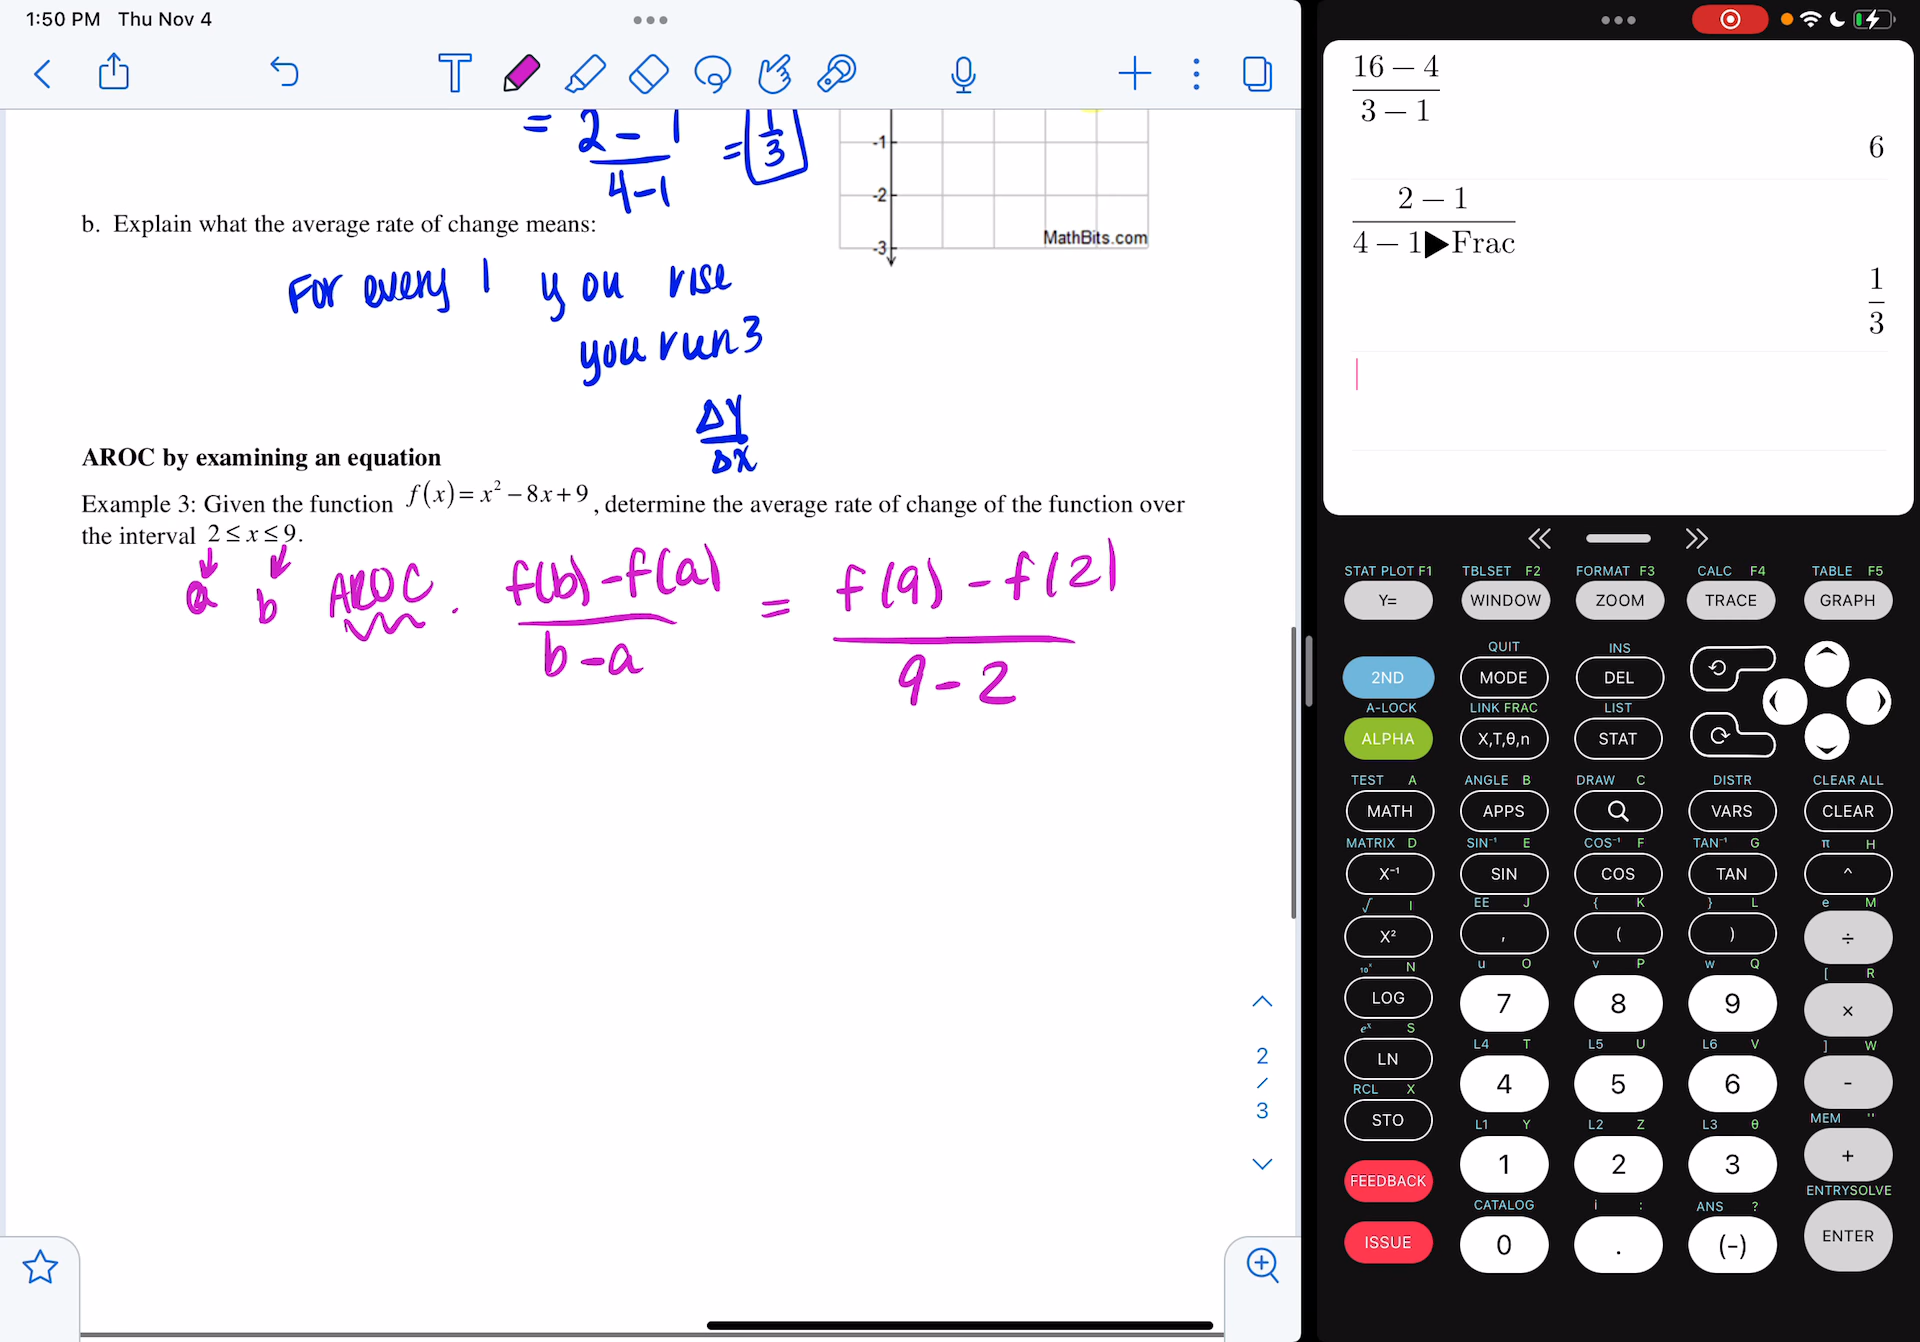 1:50 PM Thu Nov 4
= 2 - 1 / 4-1 = 1/3
-1
-2
-3
MathBits.com
b. Explain what the average rate of change means:
For every 1 you rise
you run 3
ΔY/ΔX
AROC by examining an equation
Example 3: Given the function f(x) = x² − 8x + 9, determine the average rate of change of the function over
the interval 2 ≤ x ≤ 9.
a b AROC. f(b) - f(a) / b - a = f(9) - f(2) / 9 - 2
2
/
3
16 − 4
3 − 1
6
2 − 1
4 − 1▶Frac
1
3
STAT PLOT F1 TBLSET F2 FORMAT F3 CALC F4 TABLE F5
Y= WINDOW ZOOM TRACE GRAPH
QUIT INS
2ND MODE DEL
A-LOCK LINK FRAC LIST
ALPHA X,T,θ,n STAT
TEST A ANGLE B DRAW C DISTR CLEAR ALL
MATH APPS VARS CLEAR
MATRIX D SIN⁻¹ E COS⁻¹ F TAN⁻¹ G π H
X⁻¹ SIN COS TAN ^
√ I EE J { K } L e M
X² , ( ) ÷
10ˣ N u O v P w Q [ R
LOG 7 8 9 ×
eˣ S L4 T L5 U L6 V ] W
LN 4 5 6 -
RCL X L1 Y L2 Z L3 θ MEM "
STO 1 2 3 +
FEEDBACK CATALOG i : ANS ? ENTRY SOLVE
ISSUE 0 . (-) ENTER